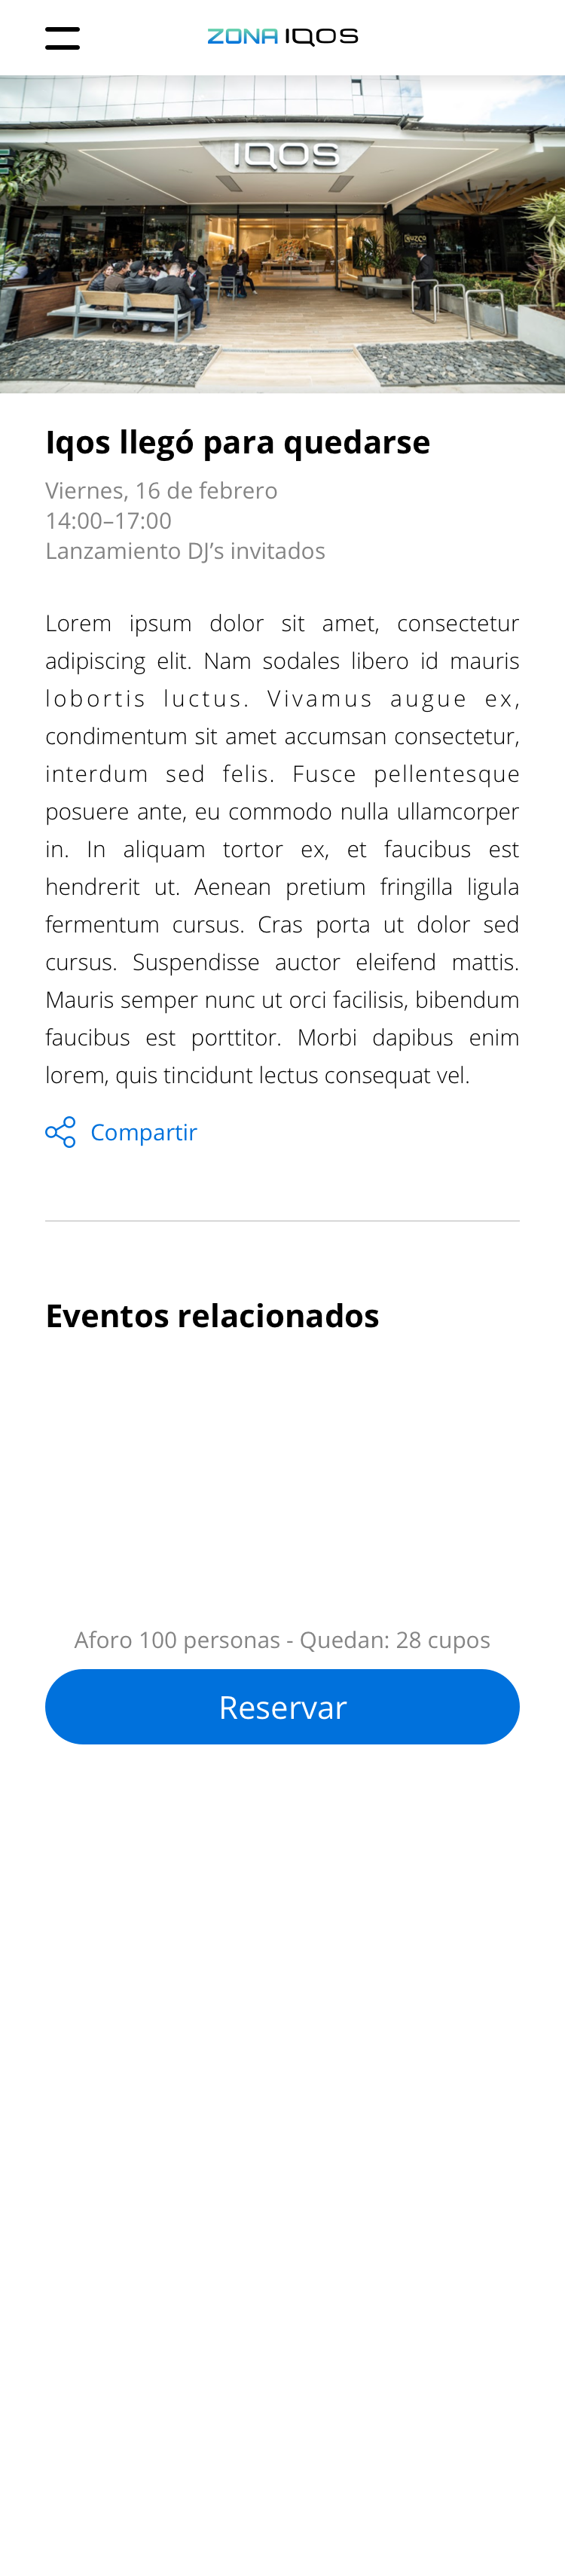 ZONA IQOS
IQOS
CUZCO
Iqos llegó para quedarse
Viernes, 16 de febrero
14:00–17:00
Lanzamiento DJ’s invitados
Lorem ipsum dolor sit amet, consectetur
adipiscing elit. Nam sodales libero id mauris
lobortis luctus. Vivamus augue ex,
condimentum sit amet accumsan consectetur,
interdum sed felis. Fusce pellentesque
posuere ante, eu commodo nulla ullamcorper
in. In aliquam tortor ex, et faucibus est
hendrerit ut. Aenean pretium fringilla ligula
fermentum cursus. Cras porta ut dolor sed
cursus. Suspendisse auctor eleifend mattis.
Mauris semper nunc ut orci facilisis, bibendum
faucibus est porttitor. Morbi dapibus enim
lorem, quis tincidunt lectus consequat vel.
Compartir
Eventos relacionados
Aforo 100 personas - Quedan: 28 cupos
Reservar